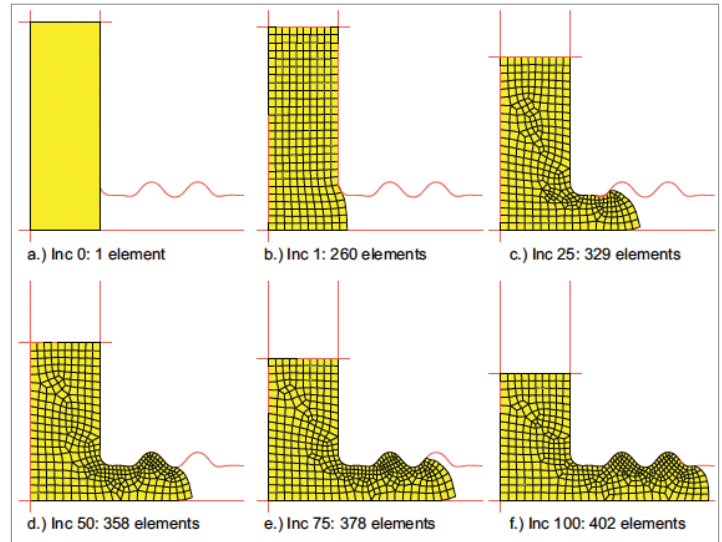 a.) Inc 0: 1 element
b.) Inc 1: 260 elements
c.) Inc 25: 329 elements
d.) Inc 50: 358 elements
e.) Inc 75: 378 elements
f.) Inc 100: 402 elements